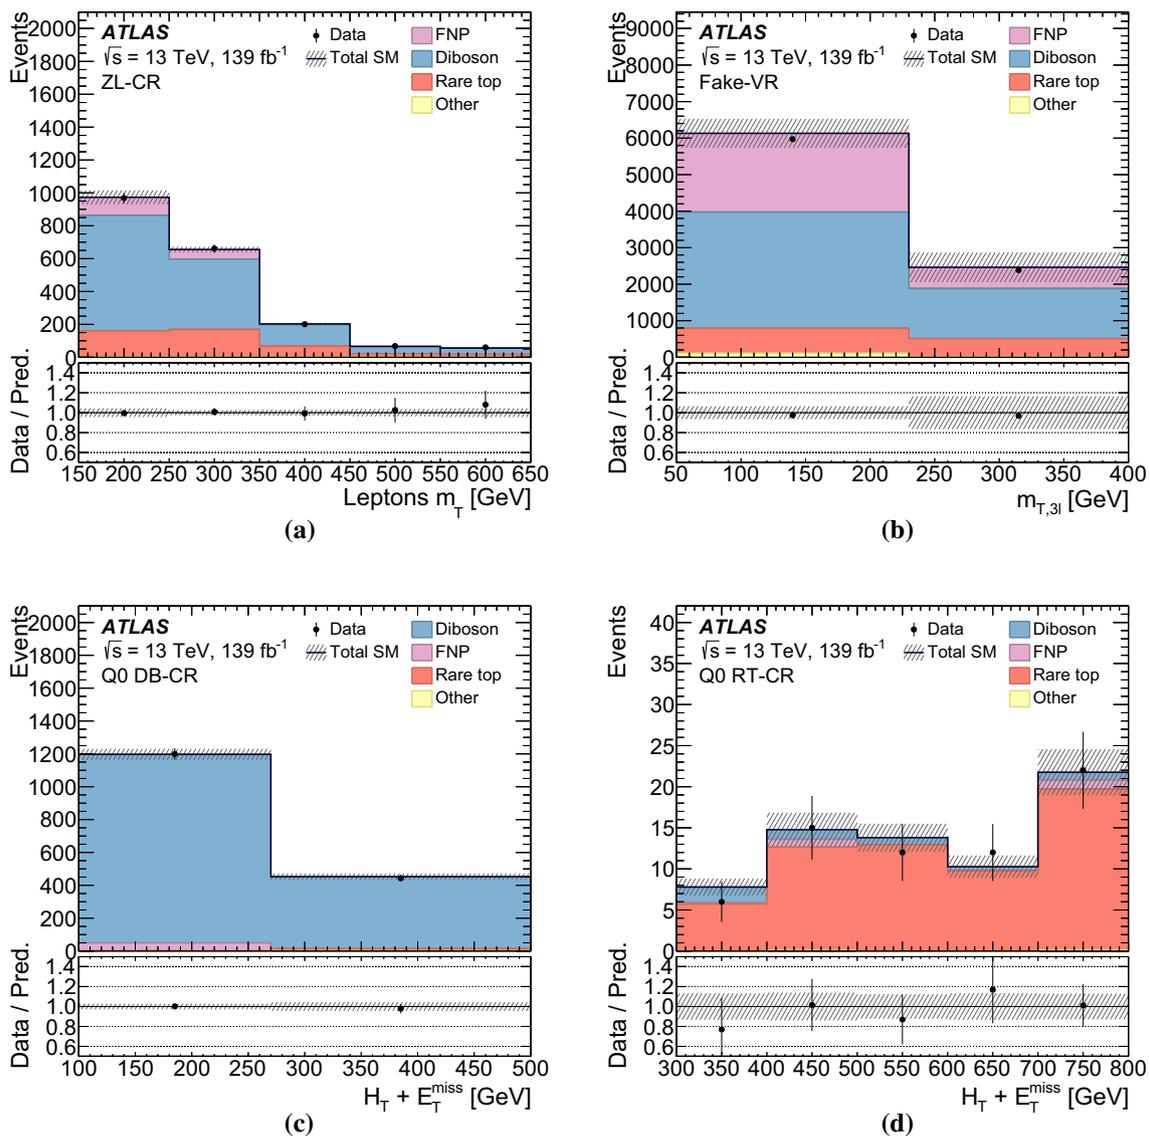 Events
2000
1800
1600
1400
1200
1000
800
600
400
200
0
ATLAS
√s = 13 TeV, 139 fb⁻¹
ZL-CR
Data
Total SM
FNP
Diboson
Rare top
Other
Data / Pred.
1.4
1.2
1.0
0.8
0.6
150 200 250 300 350 400 450 500 550 600 650
Leptons m_T [GeV]
(a)
Events
9000
8000
7000
6000
5000
4000
3000
2000
1000
0
ATLAS
√s = 13 TeV, 139 fb⁻¹
Fake-VR
Data
Total SM
FNP
Diboson
Rare top
Other
Data / Pred.
1.4
1.2
1.0
0.8
0.6
50 100 150 200 250 300 350 400
m_T,3l [GeV]
(b)
Events
2000
1800
1600
1400
1200
1000
800
600
400
200
0
ATLAS
√s = 13 TeV, 139 fb⁻¹
Q0 DB-CR
Data
Total SM
Diboson
FNP
Rare top
Other
Data / Pred.
1.4
1.2
1.0
0.8
0.6
100 150 200 250 300 350 400 450 500
H_T + E_T^miss [GeV]
(c)
Events
40
35
30
25
20
15
10
5
0
ATLAS
√s = 13 TeV, 139 fb⁻¹
Q0 RT-CR
Data
Total SM
Diboson
FNP
Rare top
Other
Data / Pred.
1.4
1.2
1.0
0.8
0.6
300 350 400 450 500 550 600 650 700 750 800
H_T + E_T^miss [GeV]
(d)